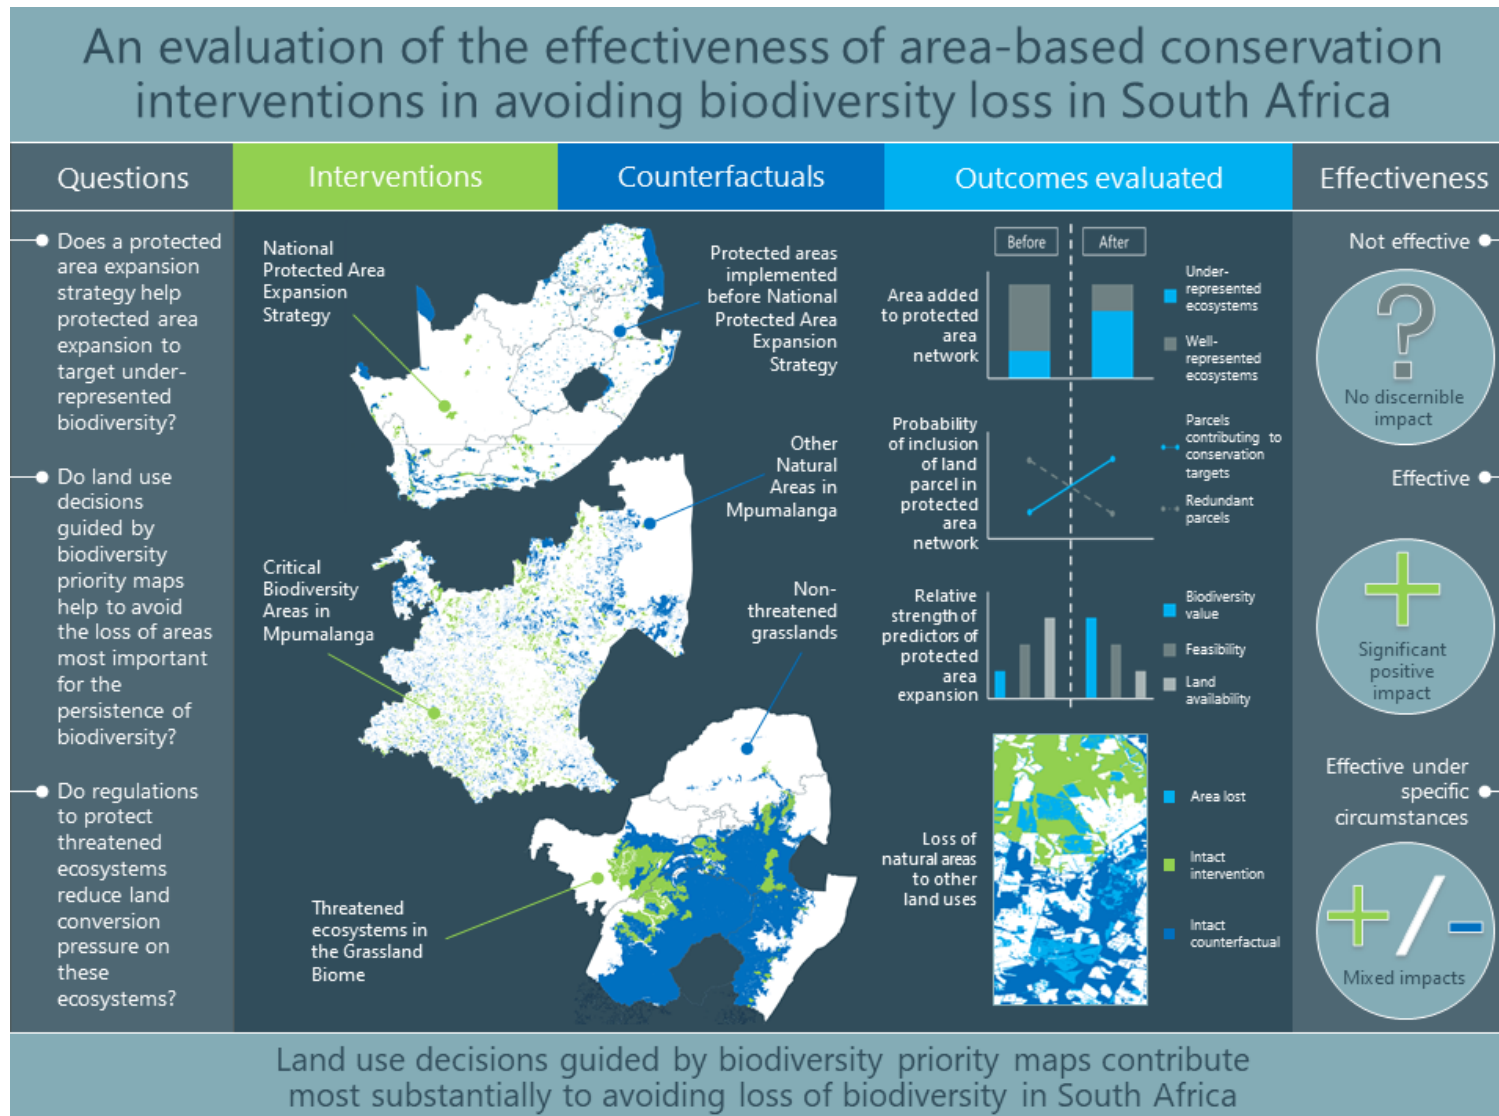 An evaluation of the effectiveness of area-based conservation
interventions in avoiding biodiversity loss in South Africa
Questions
Interventions
Counterfactuals
Outcomes evaluated
Effectiveness
Does a protected
area expansion
strategy help
protected area
expansion to
target under-
represented
biodiversity?
Do land use
decisions
guided by
biodiversity
priority maps
help to avoid
the loss of areas
most important
for the
persistence of
biodiversity?
Do regulations
to protect
threatened
ecosystems
reduce land
conversion
pressure on
these
ecosystems?
National
Protected Area
Expansion
Strategy
Critical
Biodiversity
Areas in
Mpumalanga
Threatened
ecosystems in
the Grassland
Biome
Protected areas
implemented
before National
Protected Area
Expansion
Strategy
Other
Natural
Areas in
Mpumalanga
Non-
threatened
grasslands
Before
After
Area added
to protected
area
network
Under-
represented
ecosystems
Well-
represented
ecosystems
Probability
of inclusion
of land
parcel in
protected
area
network
Parcels
contributing to
conservation
targets
Redundant
parcels
Relative
strength of
predictors of
protected
area
expansion
Biodiversity
value
Feasibility
Land
availability
Loss of
natural areas
to other
land uses
Area lost
Intact
intervention
Intact
counterfactual
Not effective
?
No discernible
impact
Effective
+
Significant
positive
impact
Effective under
specific
circumstances
+/-
Mixed impacts
Land use decisions guided by biodiversity priority maps contribute
most substantially to avoiding loss of biodiversity in South Africa